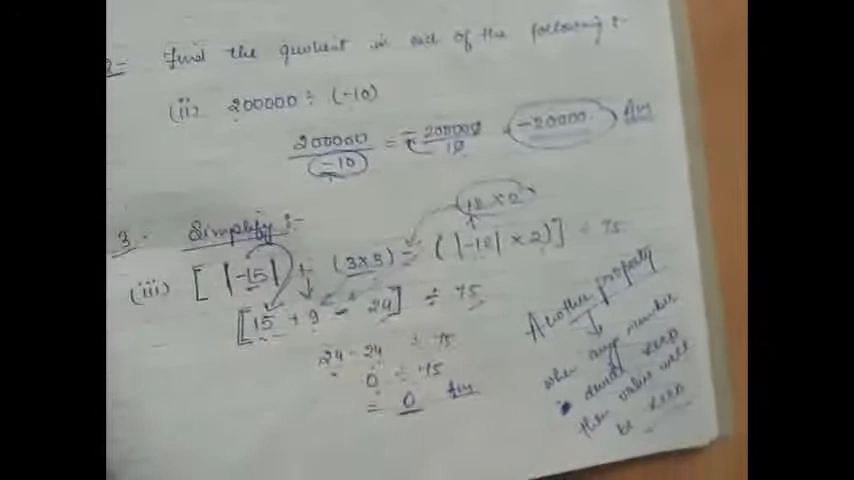 2- Find the quotient in each of the following :-
(ii) 200000 ÷ (-10)
200000 / (-10) = - 200000 / 10 -20000 Ans
3. Simplify :-
12 × 2
(iii) [ |-15| + (3×3) = ( |-12| × 2) ] ÷ 75
[ 15 + 9 - 24 ] ÷ 75
24 - 24 ÷ 75
0 ÷ 75
= 0 Ans
Another property
when any number
zero
then value will
be zero